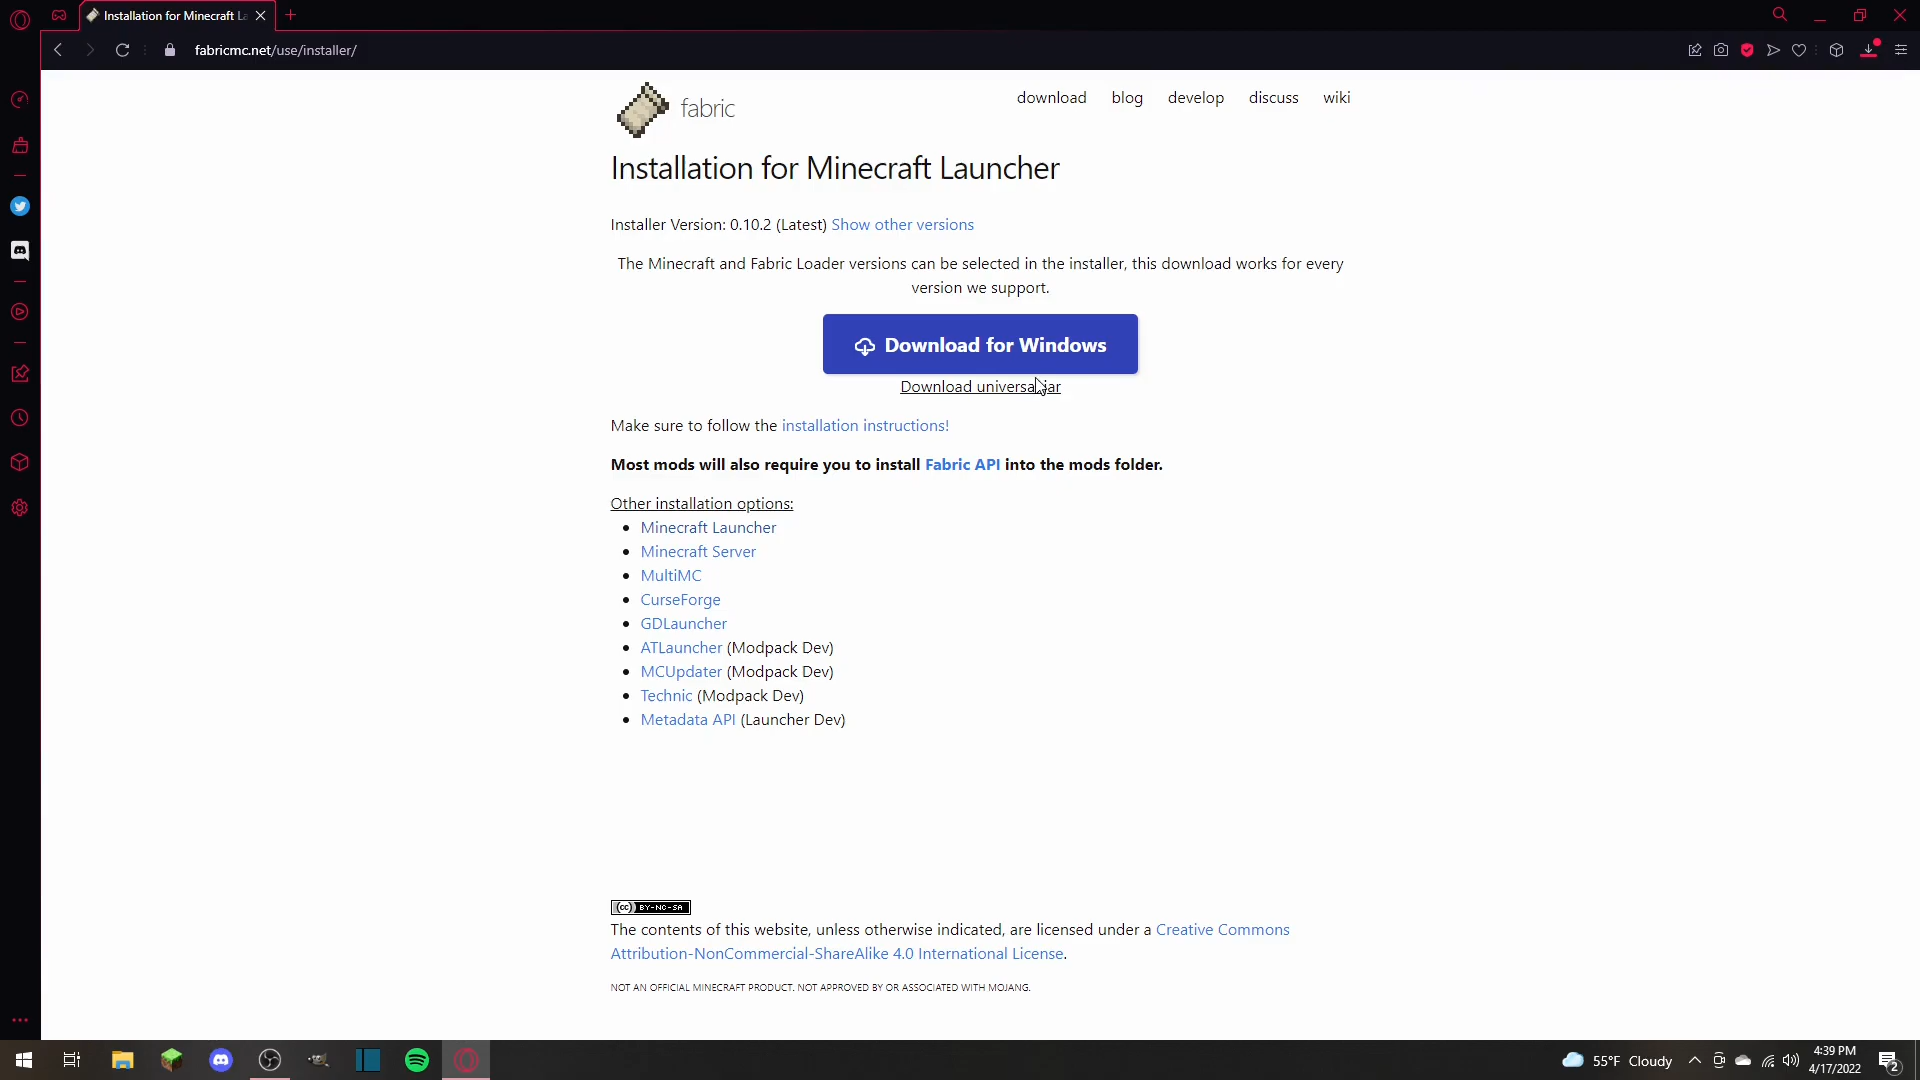 Installation for Minecraft La
fabricmc.net/use/installer/
fabric
download blog develop discuss wiki
Installation for Minecraft Launcher
Installer Version: 0.10.2 (Latest) Show other versions
The Minecraft and Fabric Loader versions can be selected in the installer, this download works for every
version we support.
Download for Windows
Download universal jar
Make sure to follow the installation instructions!
Most mods will also require you to install Fabric API into the mods folder.
Other installation options:
Minecraft Launcher
Minecraft Server
MultiMC
CurseForge
GDLauncher
ATLauncher (Modpack Dev)
MCUpdater (Modpack Dev)
Technic (Modpack Dev)
Metadata API (Launcher Dev)
cc BY-NC-SA
The contents of this website, unless otherwise indicated, are licensed under a Creative Commons
Attribution-NonCommercial-ShareAlike 4.0 International License.
NOT AN OFFICIAL MINECRAFT PRODUCT. NOT APPROVED BY OR ASSOCIATED WITH MOJANG.
55°F Cloudy
4:39 PM
4/17/2022
2